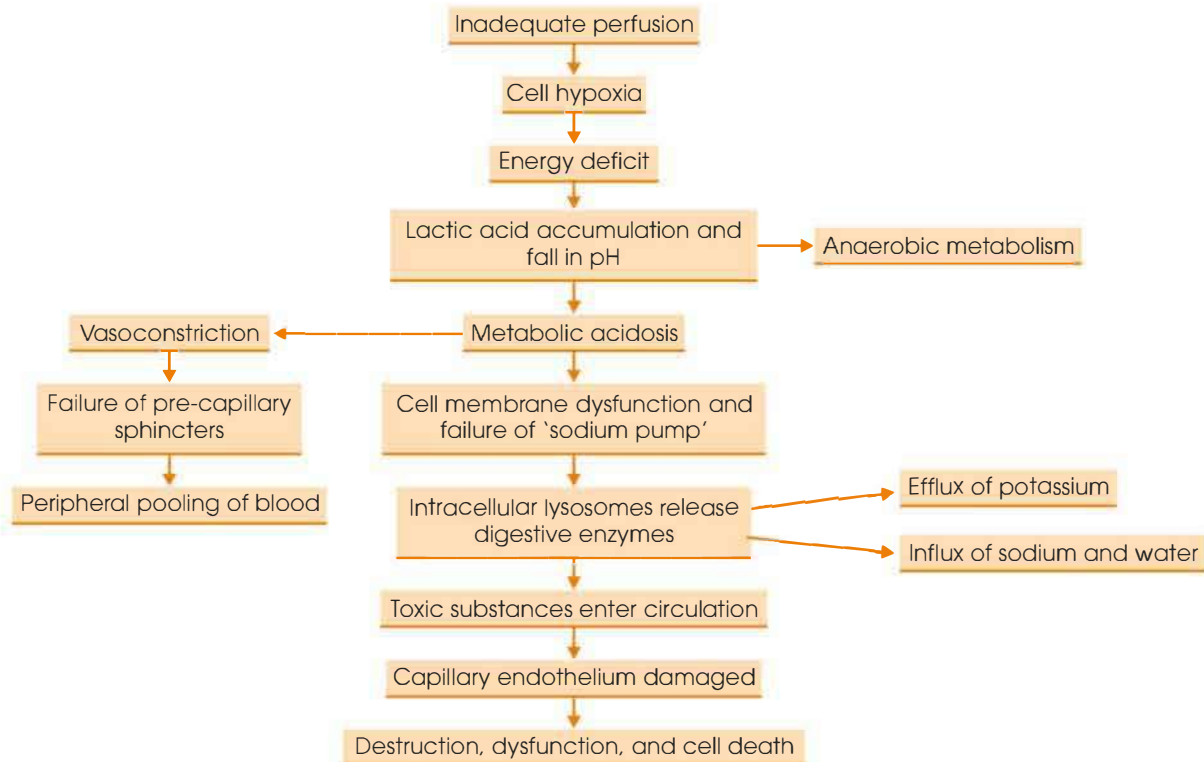 Inadequate perfusion
Cell hypoxia
Energy deficit
Lactic acid accumulation and
fall in pH
Anaerobic metabolism
Vasoconstriction
Metabolic acidosis
Failure of pre-capillary
sphincters
Cell membrane dysfunction and
failure of ‘sodium pump’
Peripheral pooling of blood
Intracellular lysosomes release
digestive enzymes
Efflux of potassium
Influx of sodium and water
Toxic substances enter circulation
Capillary endothelium damaged
Destruction, dysfunction, and cell death